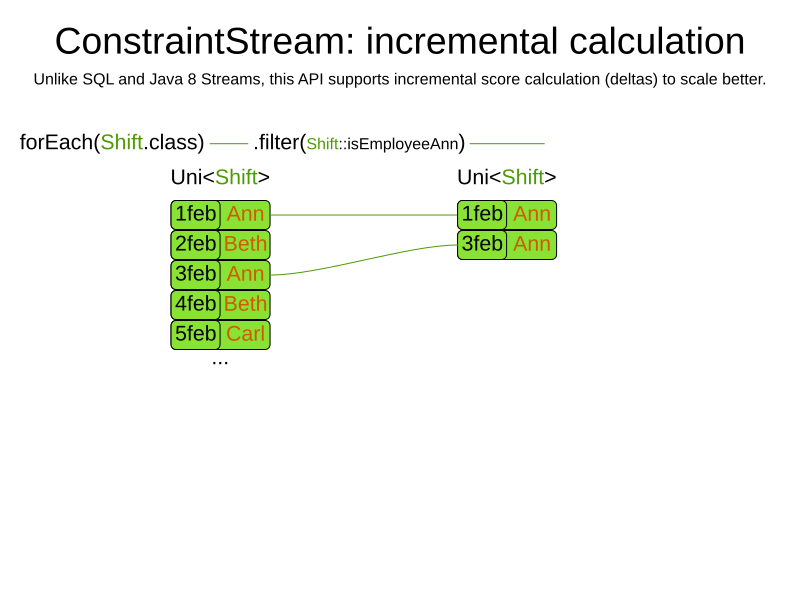 ConstraintStream: incremental calculation
Unlike SQL and Java 8 Streams, this API supports incremental score calculation (deltas) to scale better.
forEach(Shift.class) .filter(Shift::isEmployeeAnn)
Uni<Shift> Uni<Shift>
1feb Ann 1feb Ann
2feb Beth 3feb Ann
3feb Ann
4feb Beth
5feb Carl
...